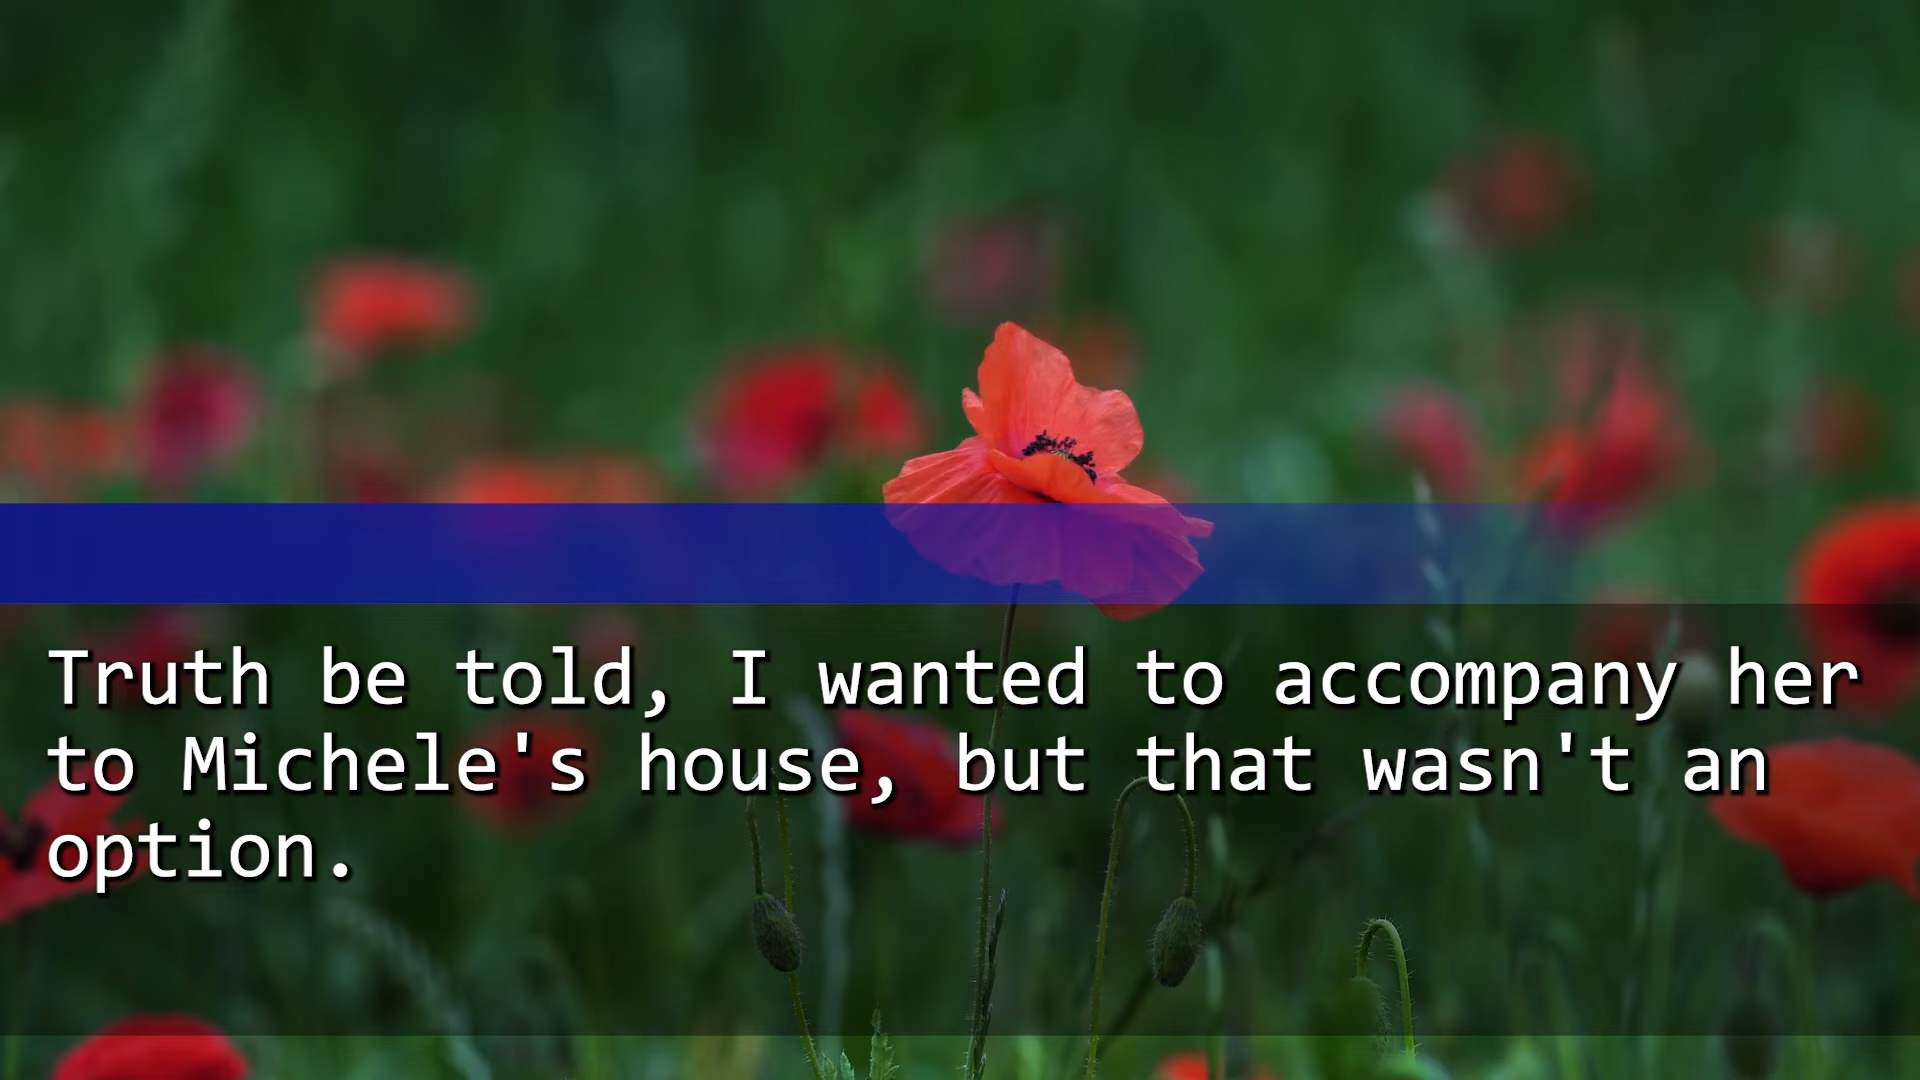 Truth be told, I wanted to accompany her
to Michele's house, but that wasn't an
option.